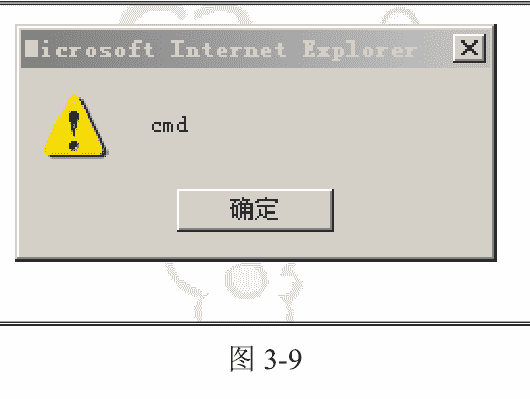 Microsoft Internet Explorer
cmd
确定
图 3-9